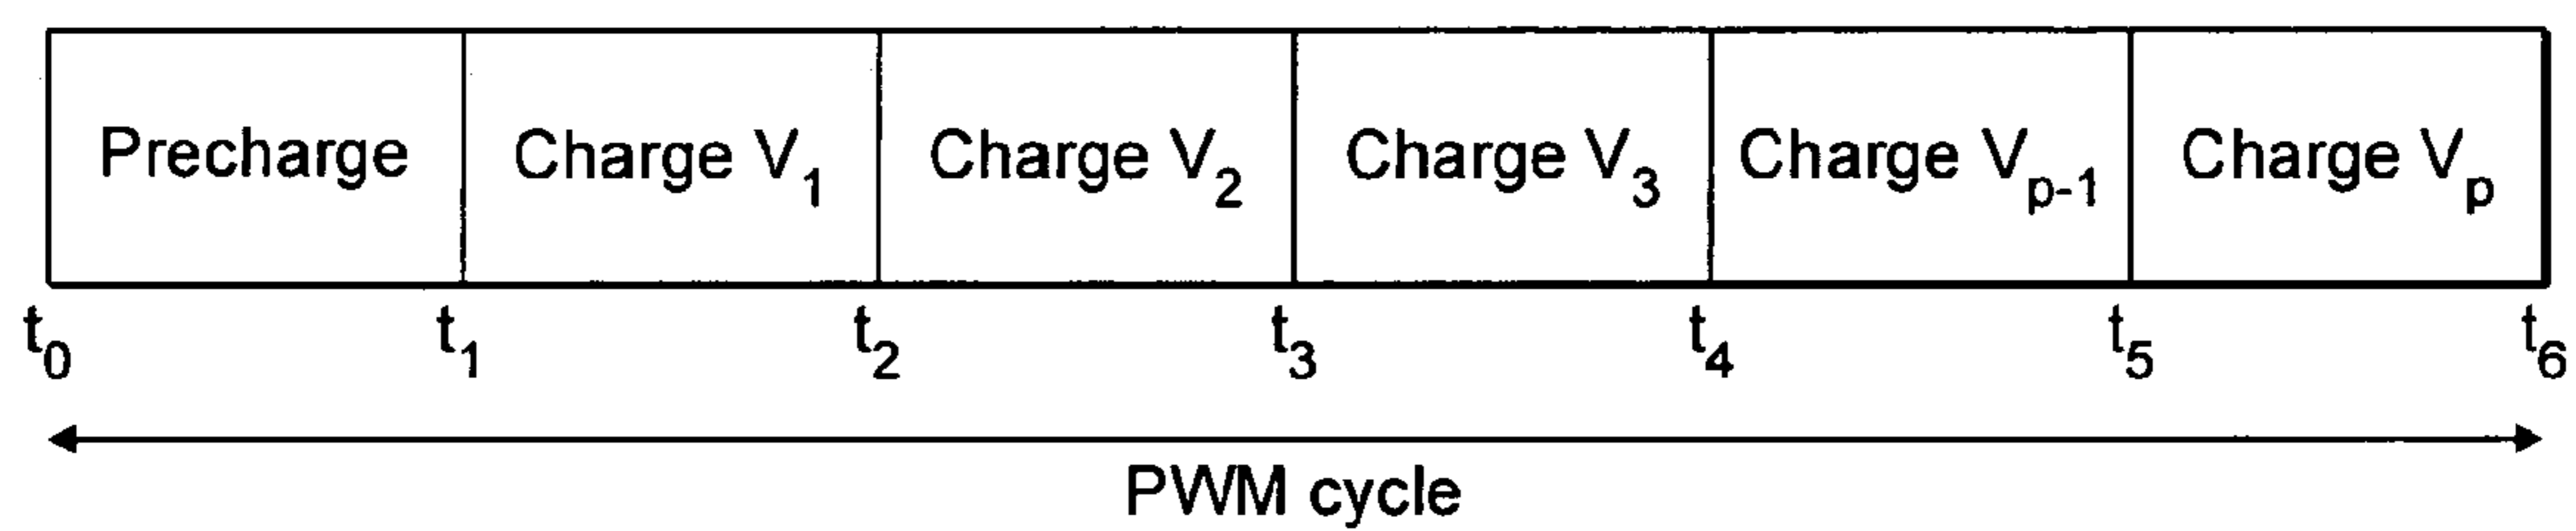 Precharge Charge V₁ Charge V₂ Charge V₃ Charge Vₚ₋₁ Charge Vₚ
t₀ t₁ t₂ t₃ t₄ t₅ t₆
PWM cycle